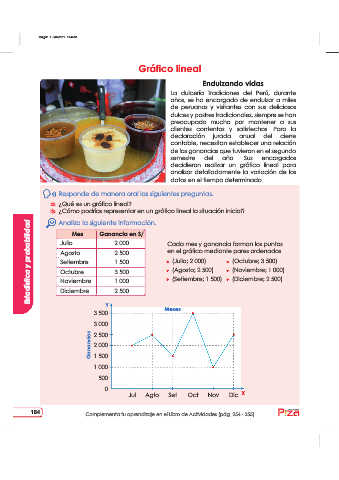 Gráfico lineal
Endulzando vidas
La dulcería Tradiciones del Perú, durante
años, se ha encargado de endulzar a miles
de peruanos y visitantes con sus deliciosos
dulces y postres tradicionales, siempre se han
preocupado mucho por mantener a sus
clientes contentos y satisfechos. Para la
declaración jurada anual del cierre
contable, necesitan establecer una relación
de las ganancias que tuvieron en el segundo
semestre del año. Sus encargados
decidieron realizar un gráfico lineal para
analizar detalladamente la variación de los
datos en el tiempo determinado.
Responde de manera oral las siguientes preguntas.
¿Qué es un gráfico lineal?
¿Cómo podrías representar en un gráfico lineal la situación inicial?
Analiza la siguiente información.
Mes Ganancia en S/
Julio 2 000
Agosto 2 500
Setiembre 1 500
Octubre 3 500
Noviembre 1 000
Diciembre 2 500
Cada mes y ganancia forman los puntos
en el gráfico mediante pares ordenados
(Julio; 2 000) (Octubre; 3 500)
(Agosto; 2 500) (Noviembre; 1 000)
(Setiembre; 1 500) (Diciembre; 2 500)
Estadística y probabilidad
Y
Meses
Ganancias
3 500
3 000
2 500
2 000
1 500
1 000
500
0
Jul Agto Set Oct Nov Dic X
184
Complementa tu aprendizaje en el Libro de Actividades (pág. 254 - 255)